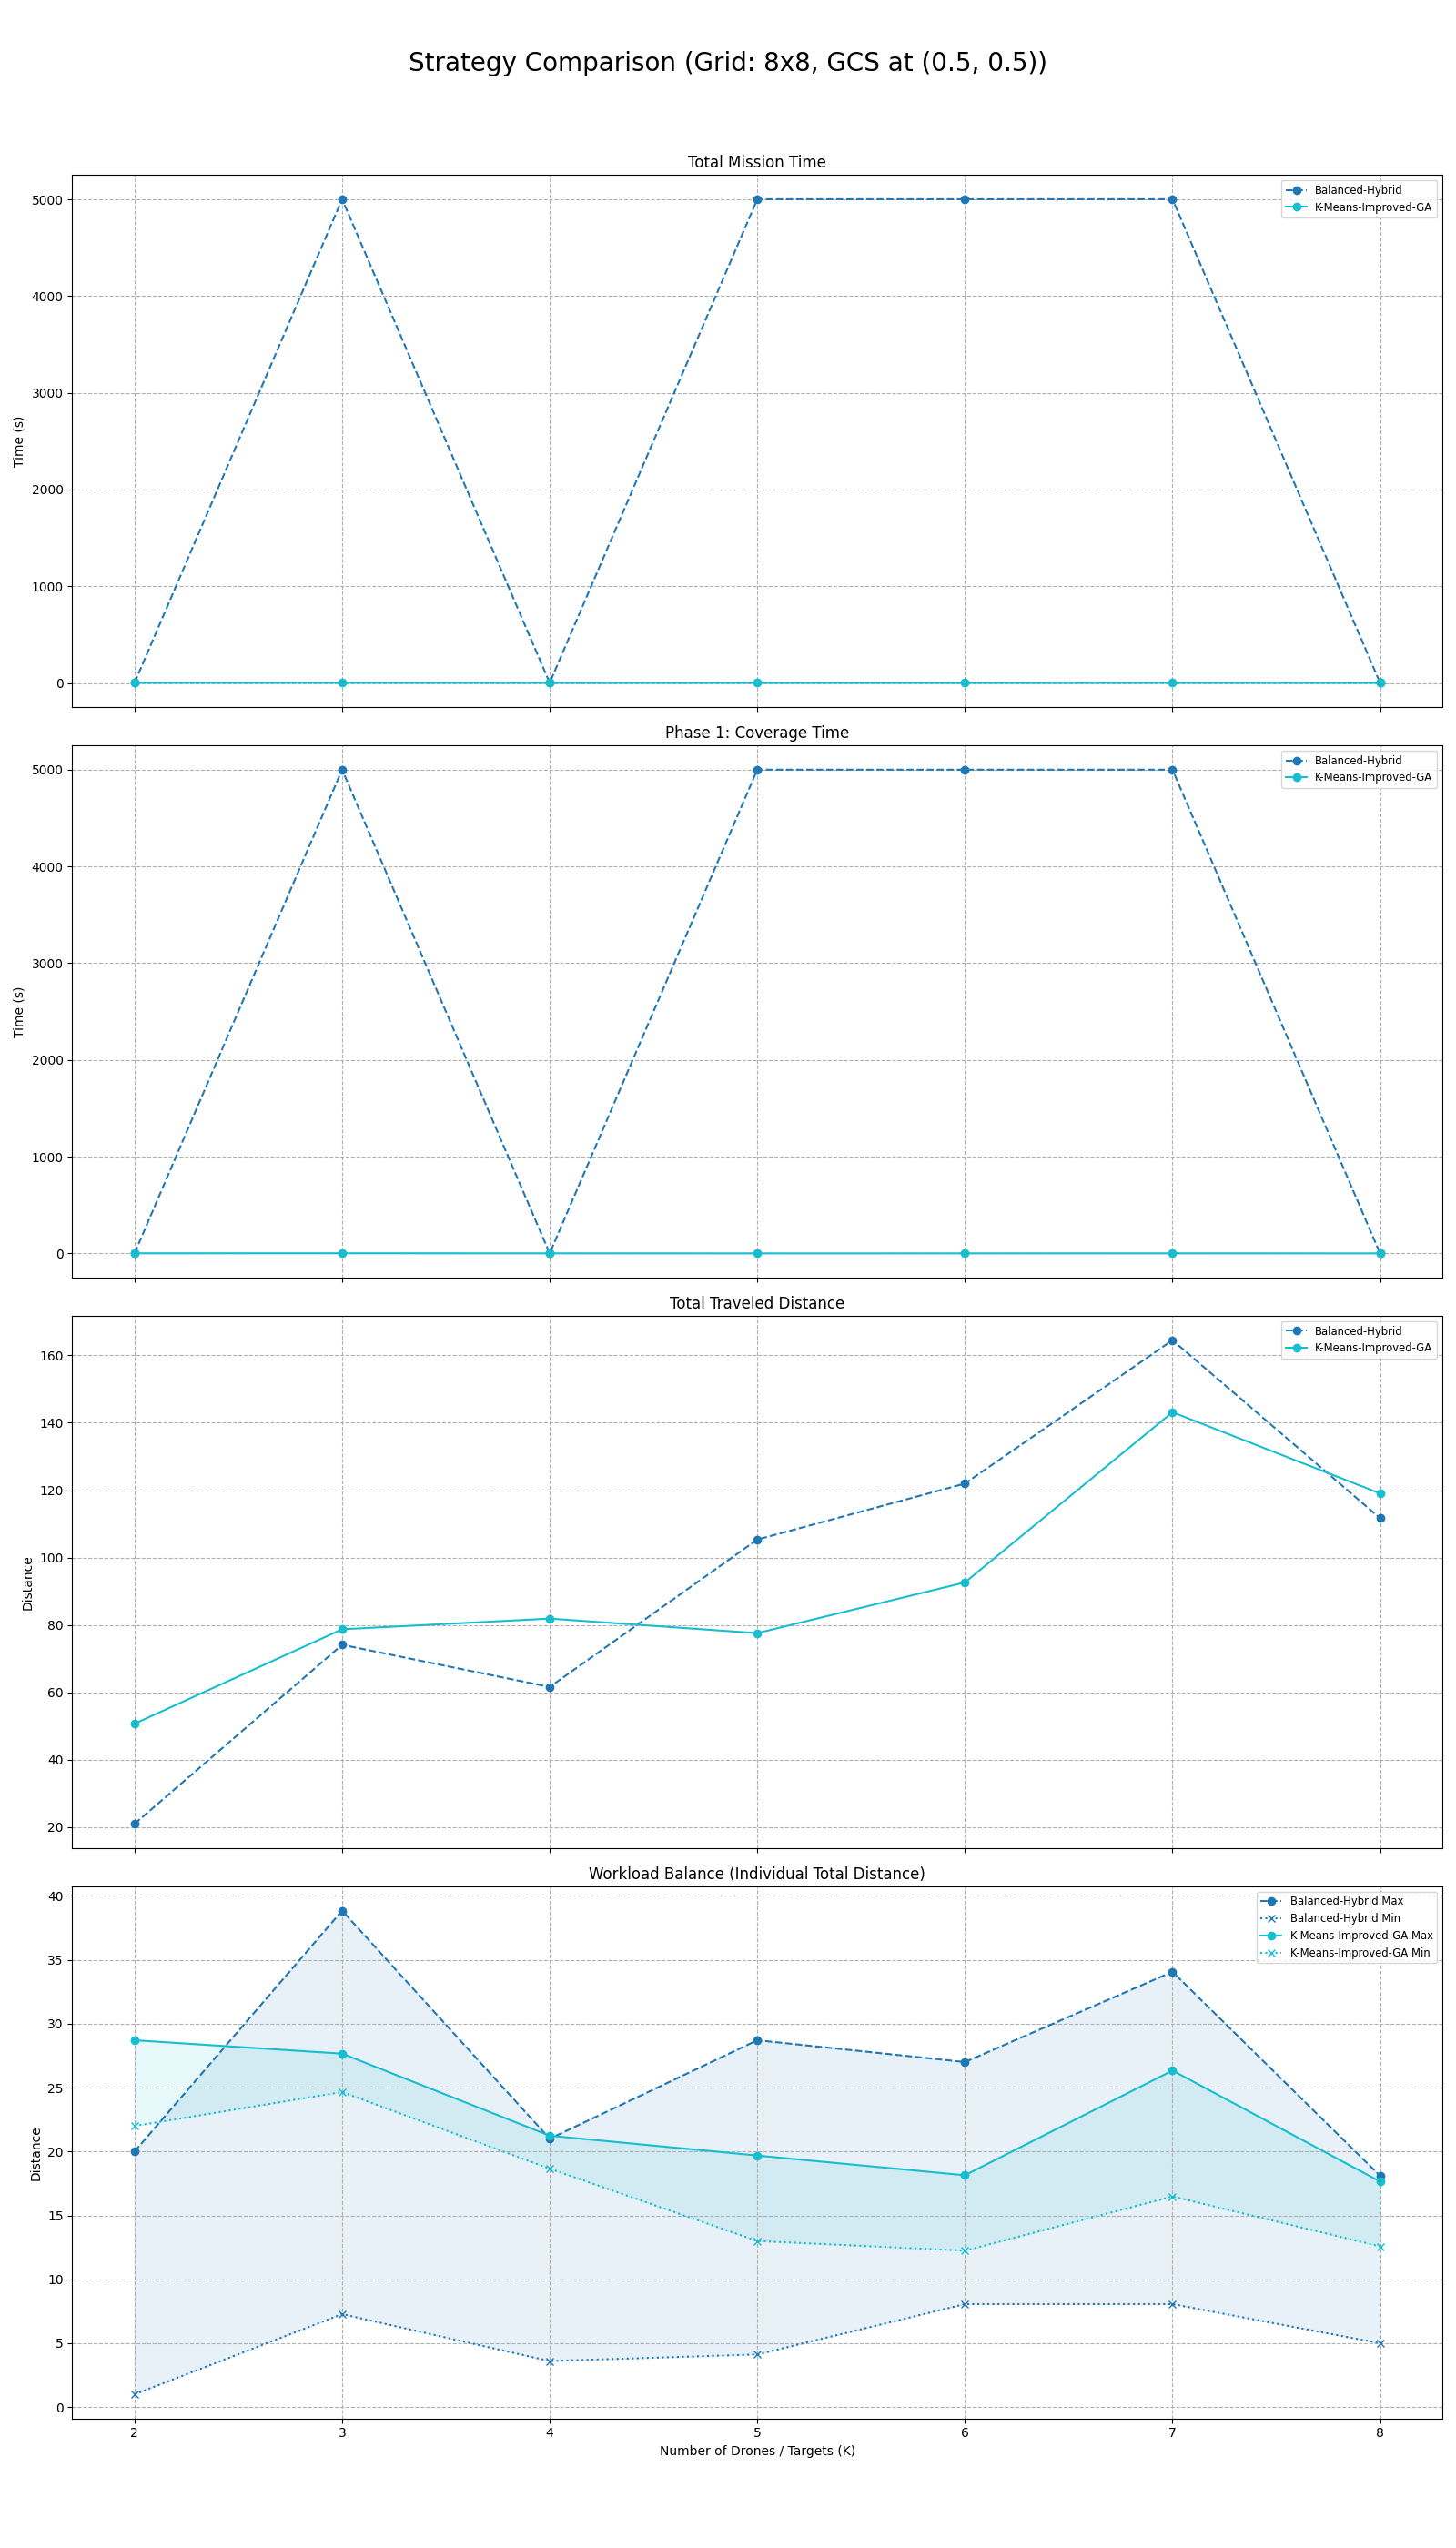 Strategy Comparison (Grid: 8x8, GCS at (0.5, 0.5))
Total Mission Time
Balanced-Hybrid
K-Means-Improved-GA
5000
4000
3000
2000
1000
0
Time (s)
Phase 1: Coverage Time
Balanced-Hybrid
K-Means-Improved-GA
5000
4000
3000
2000
1000
0
Time (s)
Total Traveled Distance
Balanced-Hybrid
K-Means-Improved-GA
160
140
120
100
80
60
40
20
Distance
Workload Balance (Individual Total Distance)
Balanced-Hybrid Max
Balanced-Hybrid Min
K-Means-Improved-GA Max
K-Means-Improved-GA Min
40
35
30
25
20
15
10
5
0
Distance
2 3 4 5 6 7 8
Number of Drones / Targets (K)